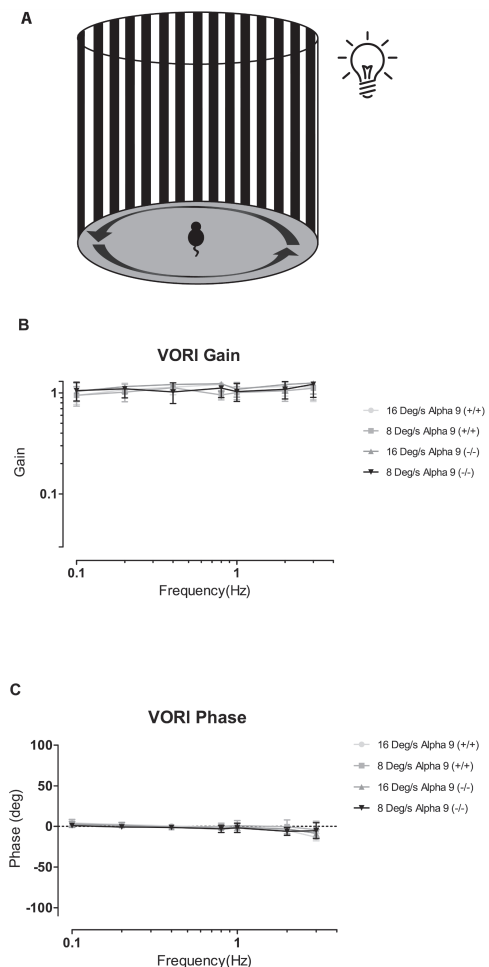 A
B
VORI Gain
1
0.1
Gain
0.1
1
Frequency(Hz)
16 Deg/s Alpha 9 (+/+)
8 Deg/s Alpha 9 (+/+)
16 Deg/s Alpha 9 (-/-)
8 Deg/s Alpha 9 (-/-)
C
VORI Phase
100
50
0
-50
-100
Phase (deg)
0.1
1
Frequency(Hz)
16 Deg/s Alpha 9 (+/+)
8 Deg/s Alpha 9 (+/+)
16 Deg/s Alpha 9 (-/-)
8 Deg/s Alpha 9 (-/-)